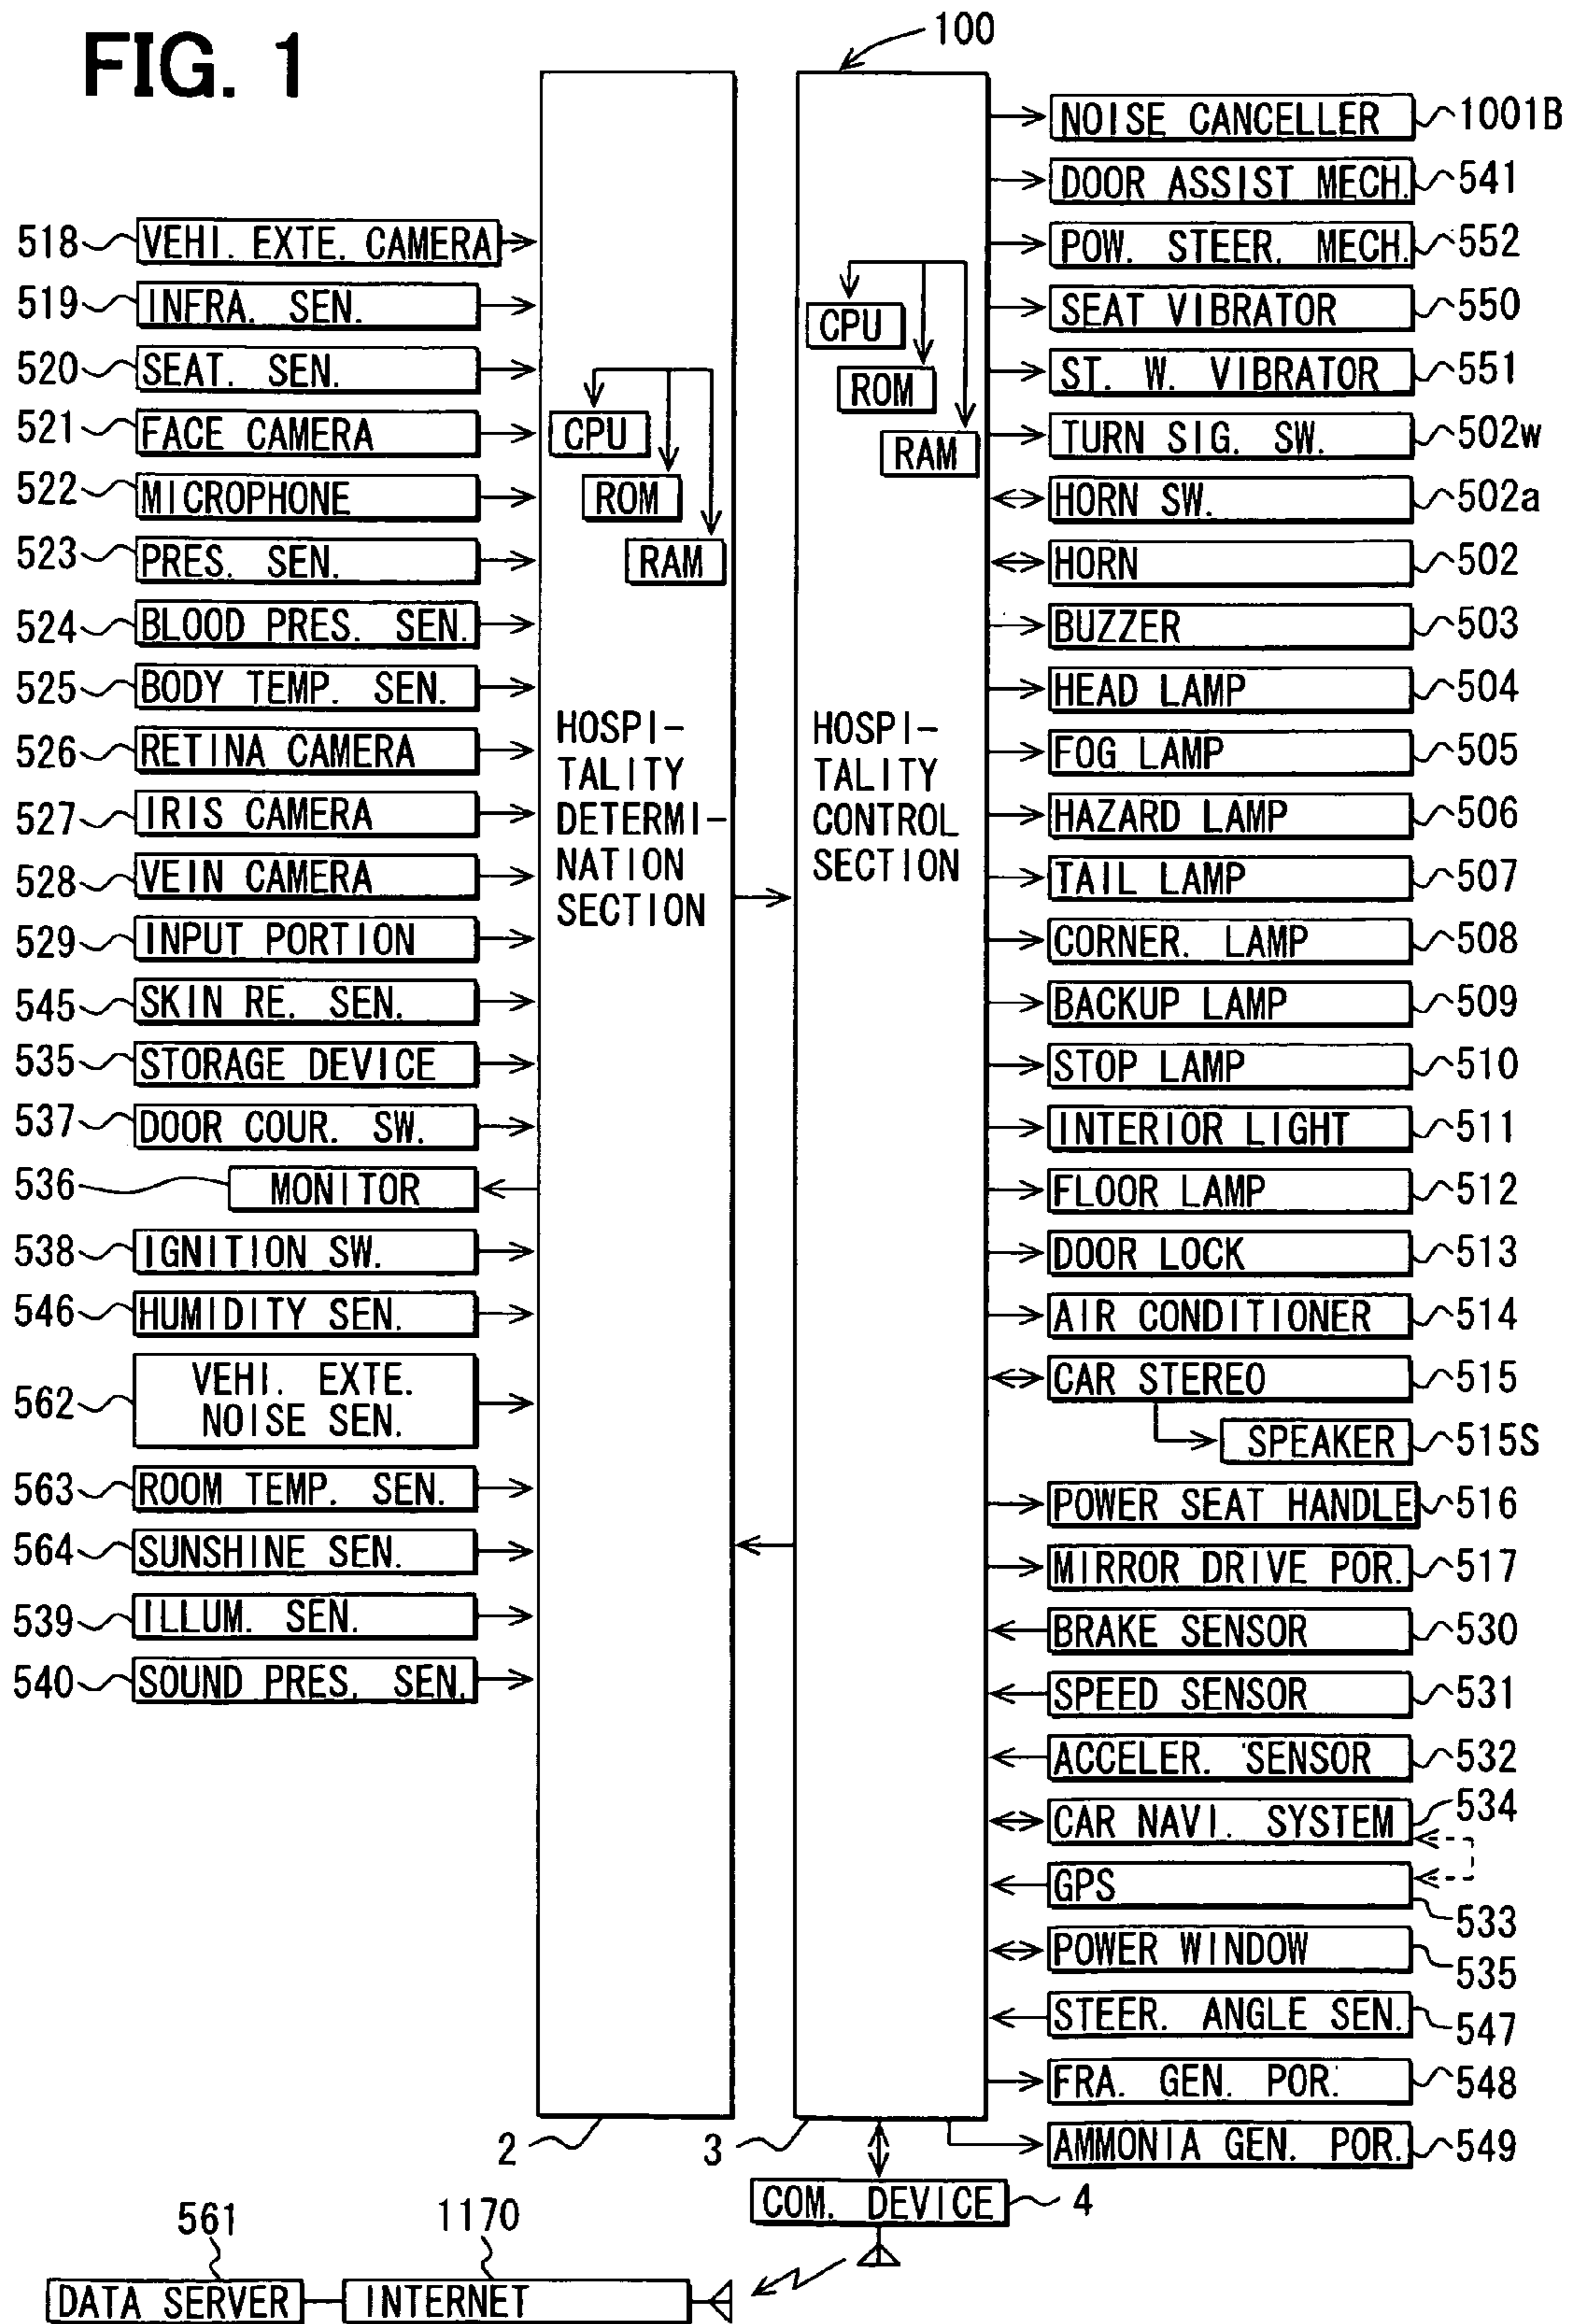 FIG. 1
100
NOISE CANCELLER 1001B
DOOR ASSIST MECH. 541
518 VEHI. EXTE. CAMERA
POW. STEER. MECH. 552
519 INFRA. SEN.
CPU
SEAT VIBRATOR 550
520 SEAT. SEN.
ROM
ST. W. VIBRATOR 551
521 FACE CAMERA
CPU
RAM
TURN SIG. SW. 502w
522 MICROPHONE
ROM
HORN SW. 502a
523 PRES. SEN.
RAM
HORN 502
524 BLOOD PRES. SEN.
BUZZER 503
525 BODY TEMP. SEN.
HEAD LAMP 504
526 RETINA CAMERA
HOSPI-
TALITY
DETERMI-
NATION
SECTION
HOSPI-
TALITY
CONTROL
SECTION
FOG LAMP 505
527 IRIS CAMERA
HAZARD LAMP 506
528 VEIN CAMERA
TAIL LAMP 507
529 INPUT PORTION
CORNER. LAMP 508
545 SKIN RE. SEN.
BACKUP LAMP 509
535 STORAGE DEVICE
STOP LAMP 510
537 DOOR COUR. SW.
INTERIOR LIGHT 511
536 MONITOR
FLOOR LAMP 512
538 IGNITION SW.
DOOR LOCK 513
546 HUMIDITY SEN.
AIR CONDITIONER 514
562 VEHI. EXTE.
NOISE SEN.
CAR STEREO 515
SPEAKER 515S
563 ROOM TEMP. SEN.
POWER SEAT HANDLE 516
564 SUNSHINE SEN.
MIRROR DRIVE POR. 517
539 ILLUM. SEN.
BRAKE SENSOR 530
540 SOUND PRES. SEN.
SPEED SENSOR 531
ACCELER. SENSOR 532
CAR NAVI. SYSTEM 534
GPS 533
POWER WINDOW 535
STEER. ANGLE SEN. 547
FRA. GEN. POR. 548
2
3
AMMONIA GEN. POR. 549
COM. DEVICE 4
561
1170
DATA SERVER
INTERNET